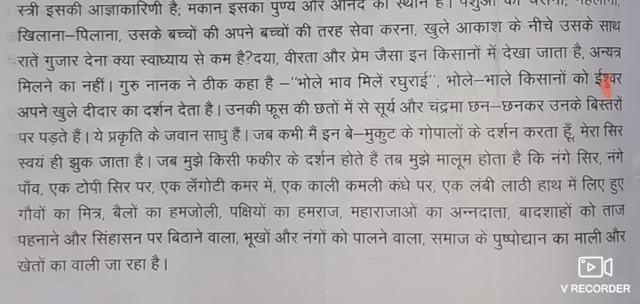 स्त्री इसकी आज्ञाकारिणी है; मकान इसका पुण्य और आनंद का स्थान है। पशुओं को चराना, नहलाना,
खिलाना–पिलाना, उसके बच्चों की अपने बच्चों की तरह सेवा करना, खुले आकाश के नीचे उसके साथ
रातें गुजार देना क्या स्वाध्याय से कम है?दया, वीरता और प्रेम जैसा इन किसानों में देखा जाता है, अन्यत्र
मिलने का नहीं। गुरु नानक ने ठीक कहा है –"भोले भाव मिलें रघुराई", भोले–भाले किसानों को ईश्वर
अपने खुले दीदार का दर्शन देता है। उनकी फूस की छतों में से सूर्य और चंद्रमा छन–छनकर उनके बिस्तरों
पर पड़ते हैं। ये प्रकृति के जवान साधु हैं। जब कभी मैं इन बे–मुकुट के गोपालों के दर्शन करता हूँ, मेरा सिर
स्वयं ही झुक जाता है। जब मुझे किसी फकीर के दर्शन होते हैं तब मुझे मालूम होता है कि नंगे सिर, नंगे
पाँव, एक टोपी सिर पर, एक लँगोटी कमर में, एक काली कमली कंधे पर, एक लंबी लाठी हाथ में लिए हुए
गौवों का मित्र, बैलों का हमजोली, पक्षियों का हमराज, महाराजाओं का अन्नदाता, बादशाहों को ताज
पहनाने और सिंहासन पर बिठाने वाला, भूखों और नंगों को पालने वाला, समाज के पुष्पोद्यान का माली और
खेतों का वाली जा रहा है।
V RECORDER